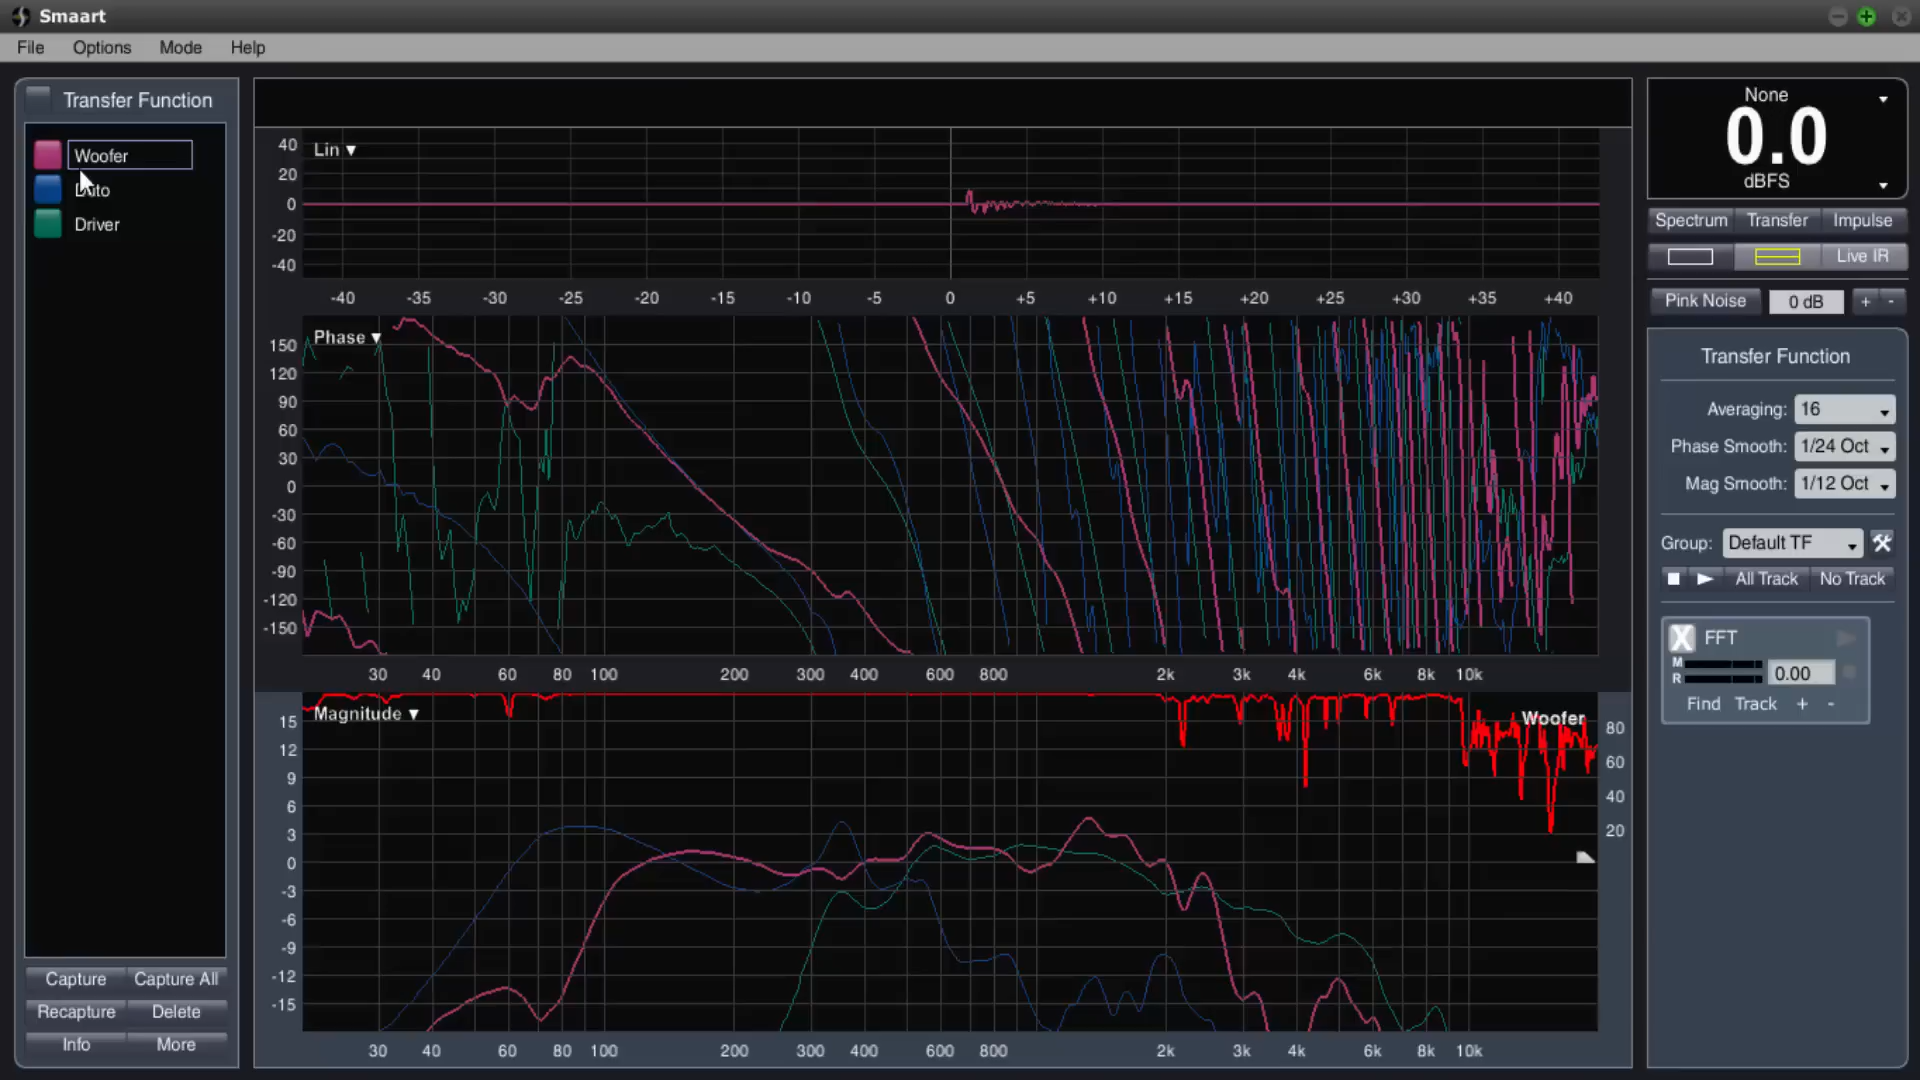 Smaart
File Options Mode Help
Transfer Function
Woofer
Driver
Capture Capture All
Recapture Delete
Info More
Lin ▼
40
20
0
-20
-40
-40 -35 -30 -25 -20 -15 -10 -5 0 +5 +10 +15 +20 +25 +30 +35 +40
Phase ▼
150
120
90
60
30
0
-30
-60
-90
-120
-150
30 40 60 80 100 200 300 400 600 800 2k 3k 4k 6k 8k 10k
Magnitude ▼
Woofer
15
12
9
6
3
0
-3
-6
-9
-12
-15
80
60
40
20
30 40 60 80 100 200 300 400 600 800 2k 3k 4k 6k 8k 10k
None
0.0
dBFS
Spectrum Transfer Impulse
Live IR
Pink Noise 0 dB + -
Transfer Function
Averaging: 16
Phase Smooth: 1/24 Oct
Mag Smooth: 1/12 Oct
Group: Default TF
All Track No Track
X FFT
M
R 0.00
Find Track + -